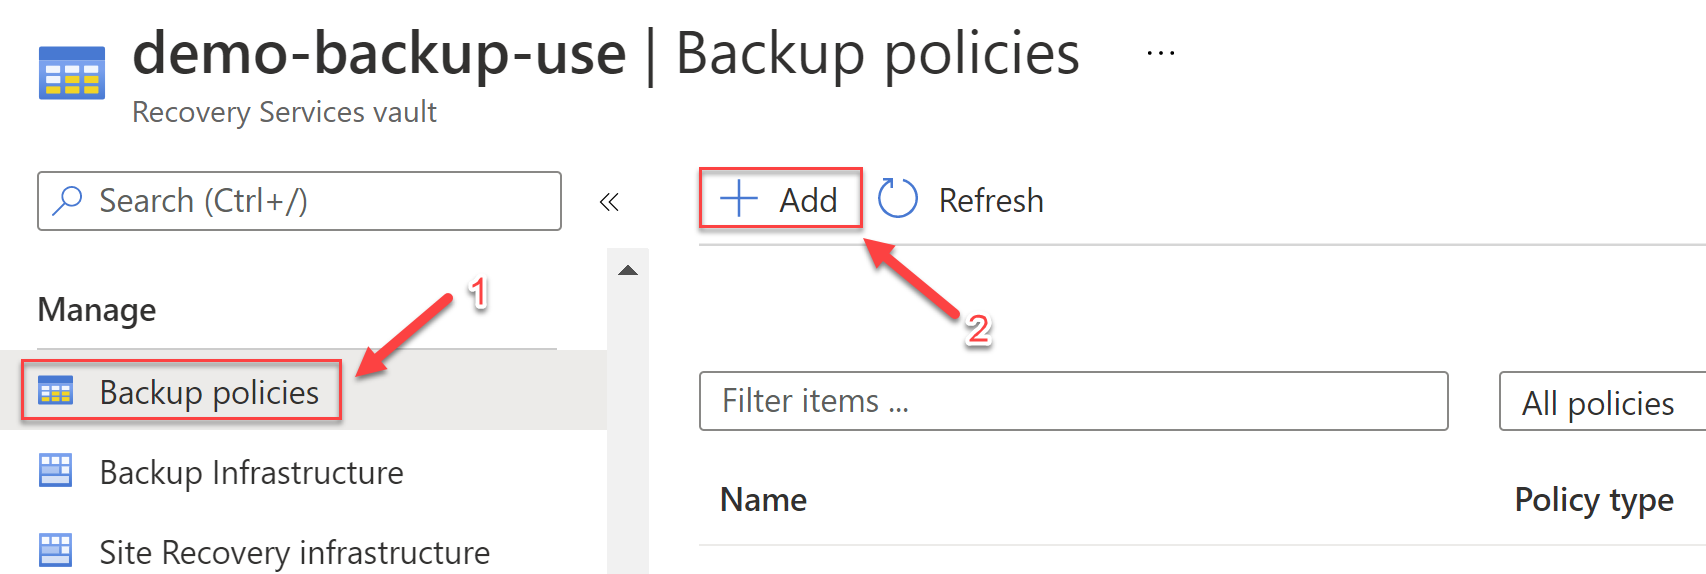 demo-backup-use | Backup policies ...
Recovery Services vault
Search (Ctrl+/)
«
Add
Refresh
1
Manage
2
Backup policies
Filter items ...
All policies
Backup Infrastructure
Name
Policy type
Site Recovery infrastructure